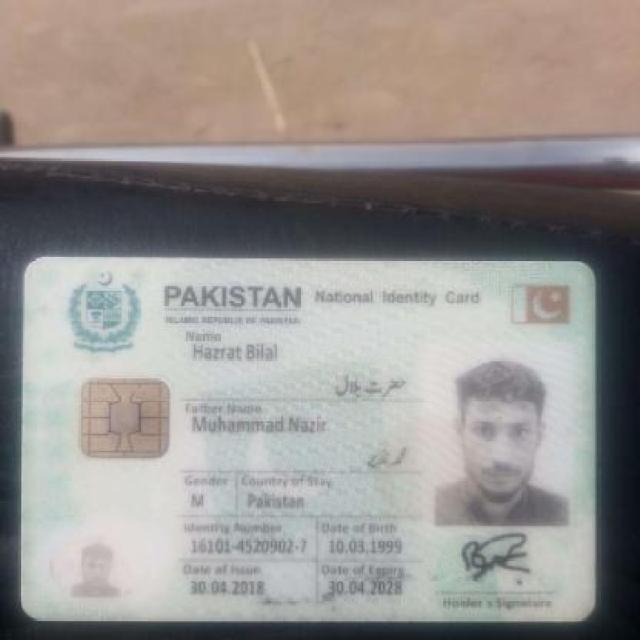 PAKISTAN National Identity Card
ISLAMIC REPUBLIC OF PAKISTAN
Name
Hazrat Bilal
حضرت بلال
Father Name
Muhammad Nazir
محمد نذیر
Gender Country of Stay
M Pakistan
Identity Number Date of Birth
16101-4520902-7 10.03.1999
Date of Issue Date of Expiry
30.04.2018 30.04.2028
Holder's Signature